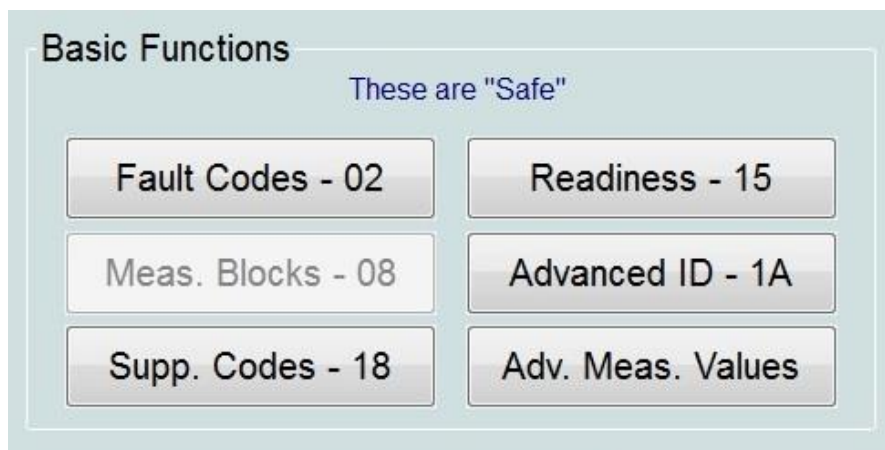 Basic Functions
These are "Safe"
Fault Codes - 02
Readiness - 15
Meas. Blocks - 08
Advanced ID - 1A
Supp. Codes - 18
Adv. Meas. Values